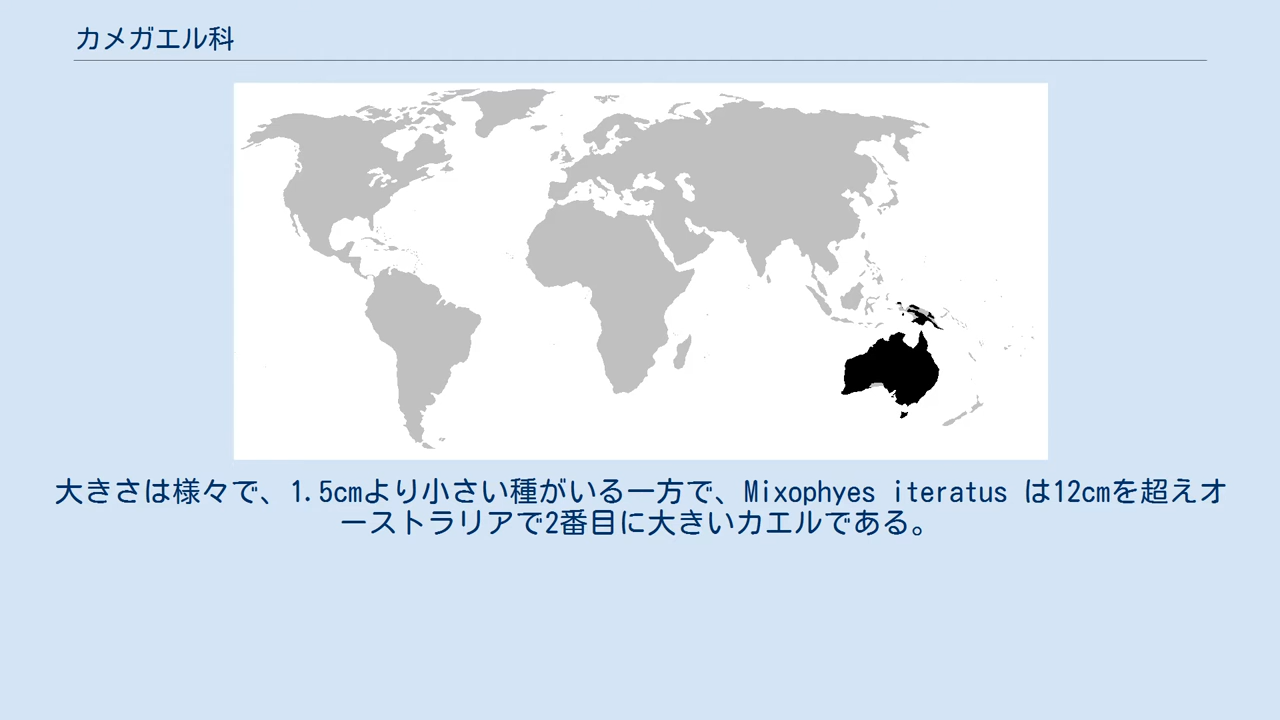 カメガエル科
大きさは様々で、1.5cmより小さい種がいる一方で、Mixophyes iteratus は12cmを超えオ
ーストラリアで2番目に大きいカエルである。